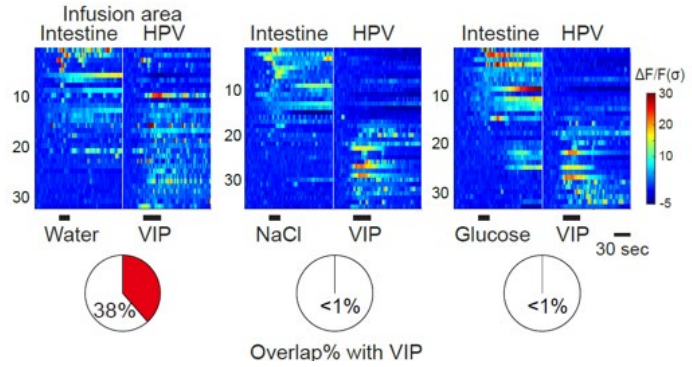 Infusion area
Intestine HPV Intestine HPV Intestine HPV
ΔF/F(σ)
30
20
10
-5
10
20
30
10
20
30
10
20
30
Water VIP NaCl VIP Glucose VIP 30 sec
38% <1% <1%
Overlap% with VIP